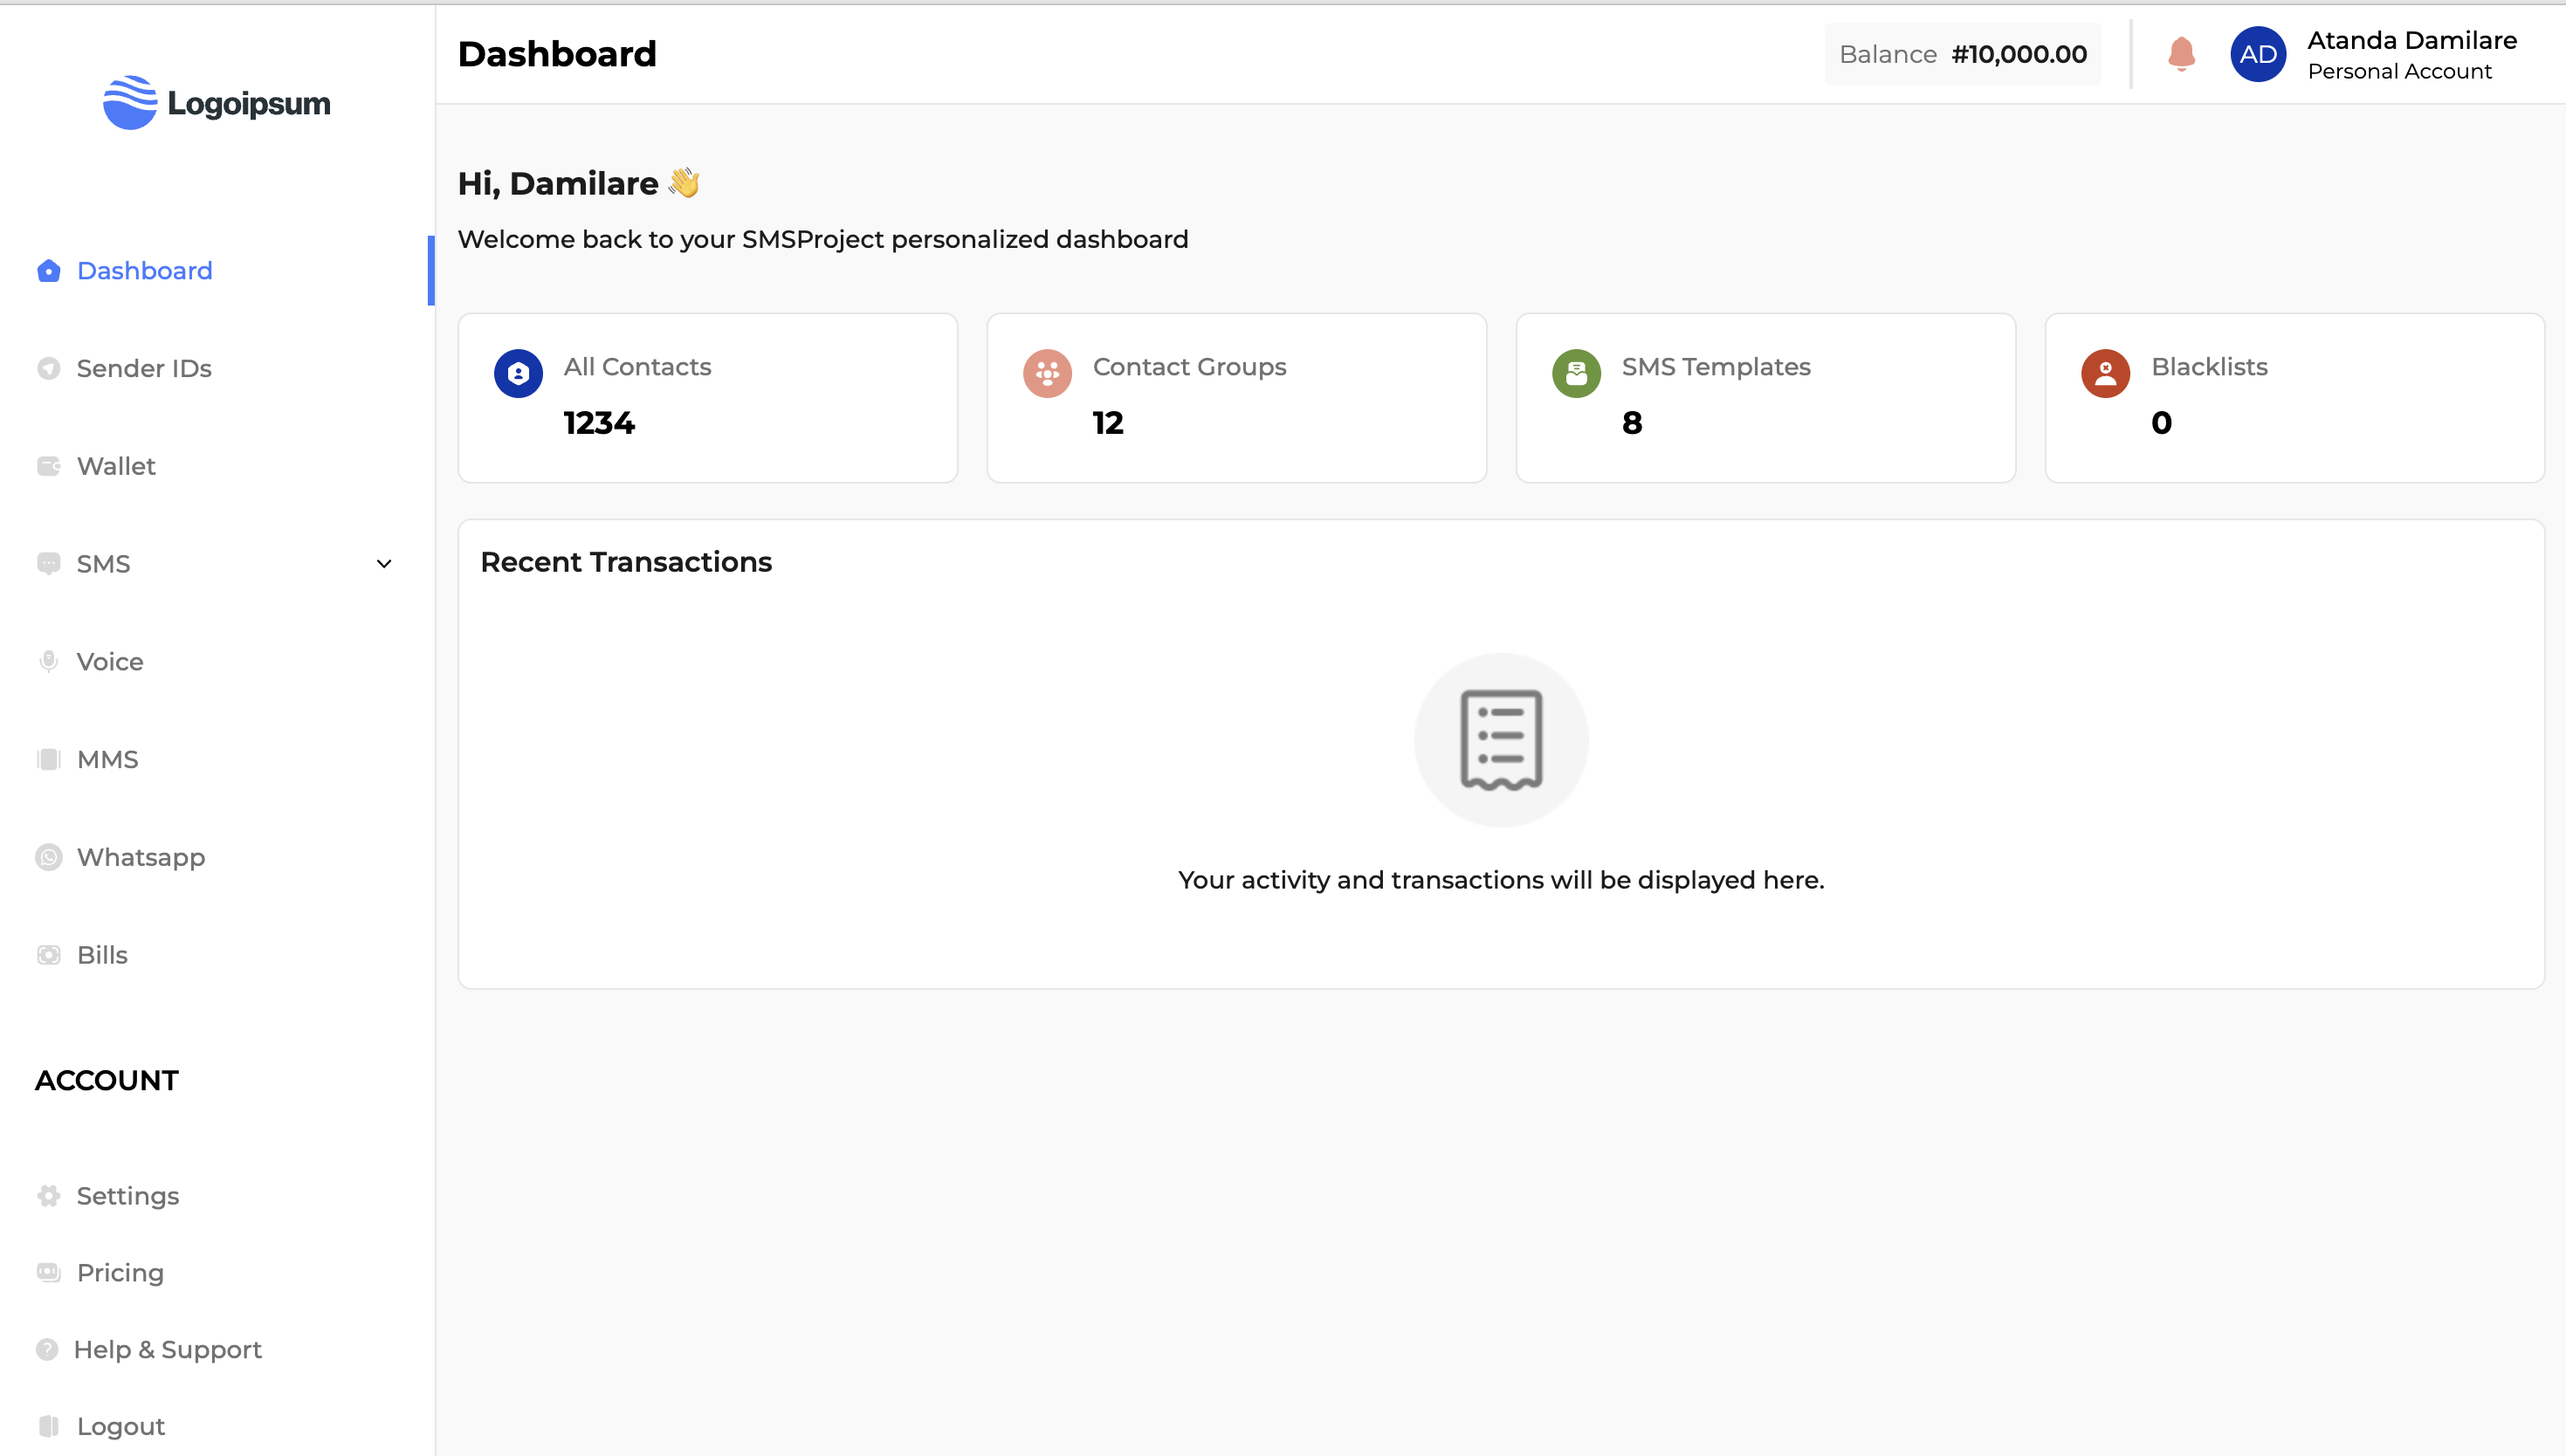 Logoipsum
Dashboard
Sender IDs
Wallet
SMS
Voice
MMS
Whatsapp
Bills
ACCOUNT
Settings
Pricing
Help & Support
Logout
Dashboard
Balance #10,000.00
AD
Atanda Damilare
Personal Account
Hi, Damilare 👋
Welcome back to your SMSProject personalized dashboard
All Contacts
1234
Contact Groups
12
SMS Templates
8
Blacklists
0
Recent Transactions
Your activity and transactions will be displayed here.